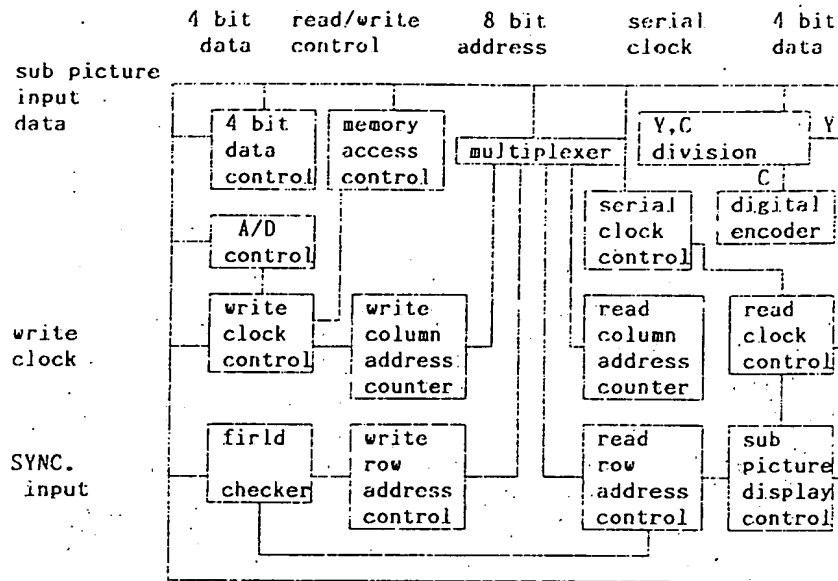 4 bit data
read/write control
8 bit address
serial clock
4 bit data
sub picture input data
4 bit data control
memory access control
multiplexer
Y,C division
Y
C
A/D control
serial clock control
digital encoder
write clock
write clock control
write column address counter
read column address counter
read clock control
SYNC. input
firld checker
write row address control
read row address control
sub picture display control